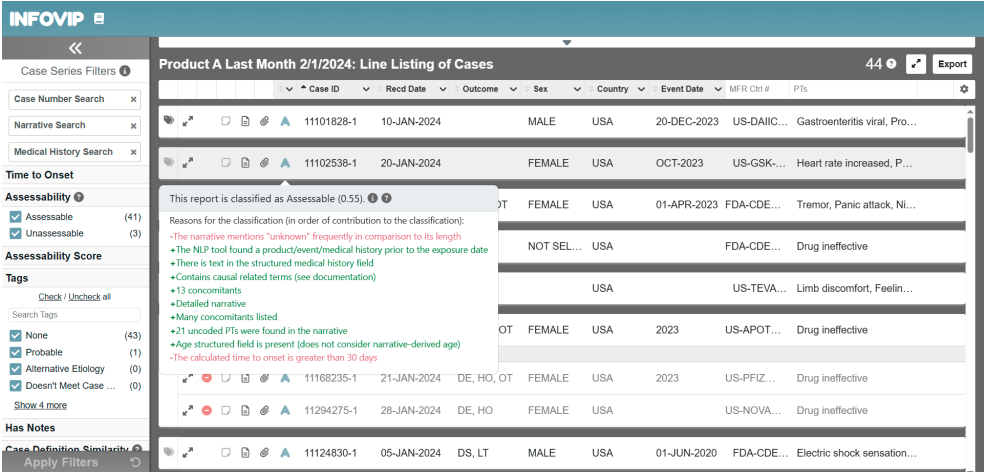 INFOVIP
Case Series Filters
Case Number Search ×
Narrative Search ×
Medical History Search ×
Time to Onset
Assessability
Assessable (41)
Unassessable (3)
Assessability Score
Tags
Check / Uncheck all
Search Tags
None (43)
Probable (1)
Alternative Etiology (0)
Doesn't Meet Case ... (0)
Show 4 more
Has Notes
Case Definition Similarity
Apply Filters
Product A Last Month 2/1/2024: Line Listing of Cases 44 Export
Case ID Recd Date Outcome Sex Country Event Date MFR Ctrl # PTs
A 11101828-1 10-JAN-2024 MALE USA 20-DEC-2023 US-DAIIC... Gastroenteritis viral, Pro...
A 11102538-1 20-JAN-2024 FEMALE USA OCT-2023 US-GSK-... Heart rate increased, P...
This report is classified as Assessable (0.55).
Reasons for the classification (in order of contribution to the classification):
-The narrative mentions "unknown" frequently in comparison to its length
+The NLP tool found a product/event/medical history prior to the exposure date
+There is text in the structured medical history field
+Contains causal related terms (see documentation)
+13 concomitants
+Detailed narrative
+Many concomitants listed
+21 uncoded PTs were found in the narrative
+Age structured field is present (does not consider narrative-derived age)
-The calculated time to onset is greater than 30 days
OT FEMALE USA 01-APR-2023 FDA-CDE... Tremor, Panic attack, Ni...
NOT SEL... USA FDA-CDE... Drug ineffective
USA US-TEVA... Limb discomfort, Feelin...
OT FEMALE USA 2023 US-APOT... Drug ineffective
A 11168235-1 21-JAN-2024 DE, HO, OT FEMALE USA 2023 US-PFIZ... Drug ineffective
A 11294275-1 28-JAN-2024 DE, HO FEMALE USA US-NOVA... Drug ineffective
A 11124830-1 05-JAN-2024 DS, LT MALE USA 01-JUN-2020 FDA-CDE... Electric shock sensation...